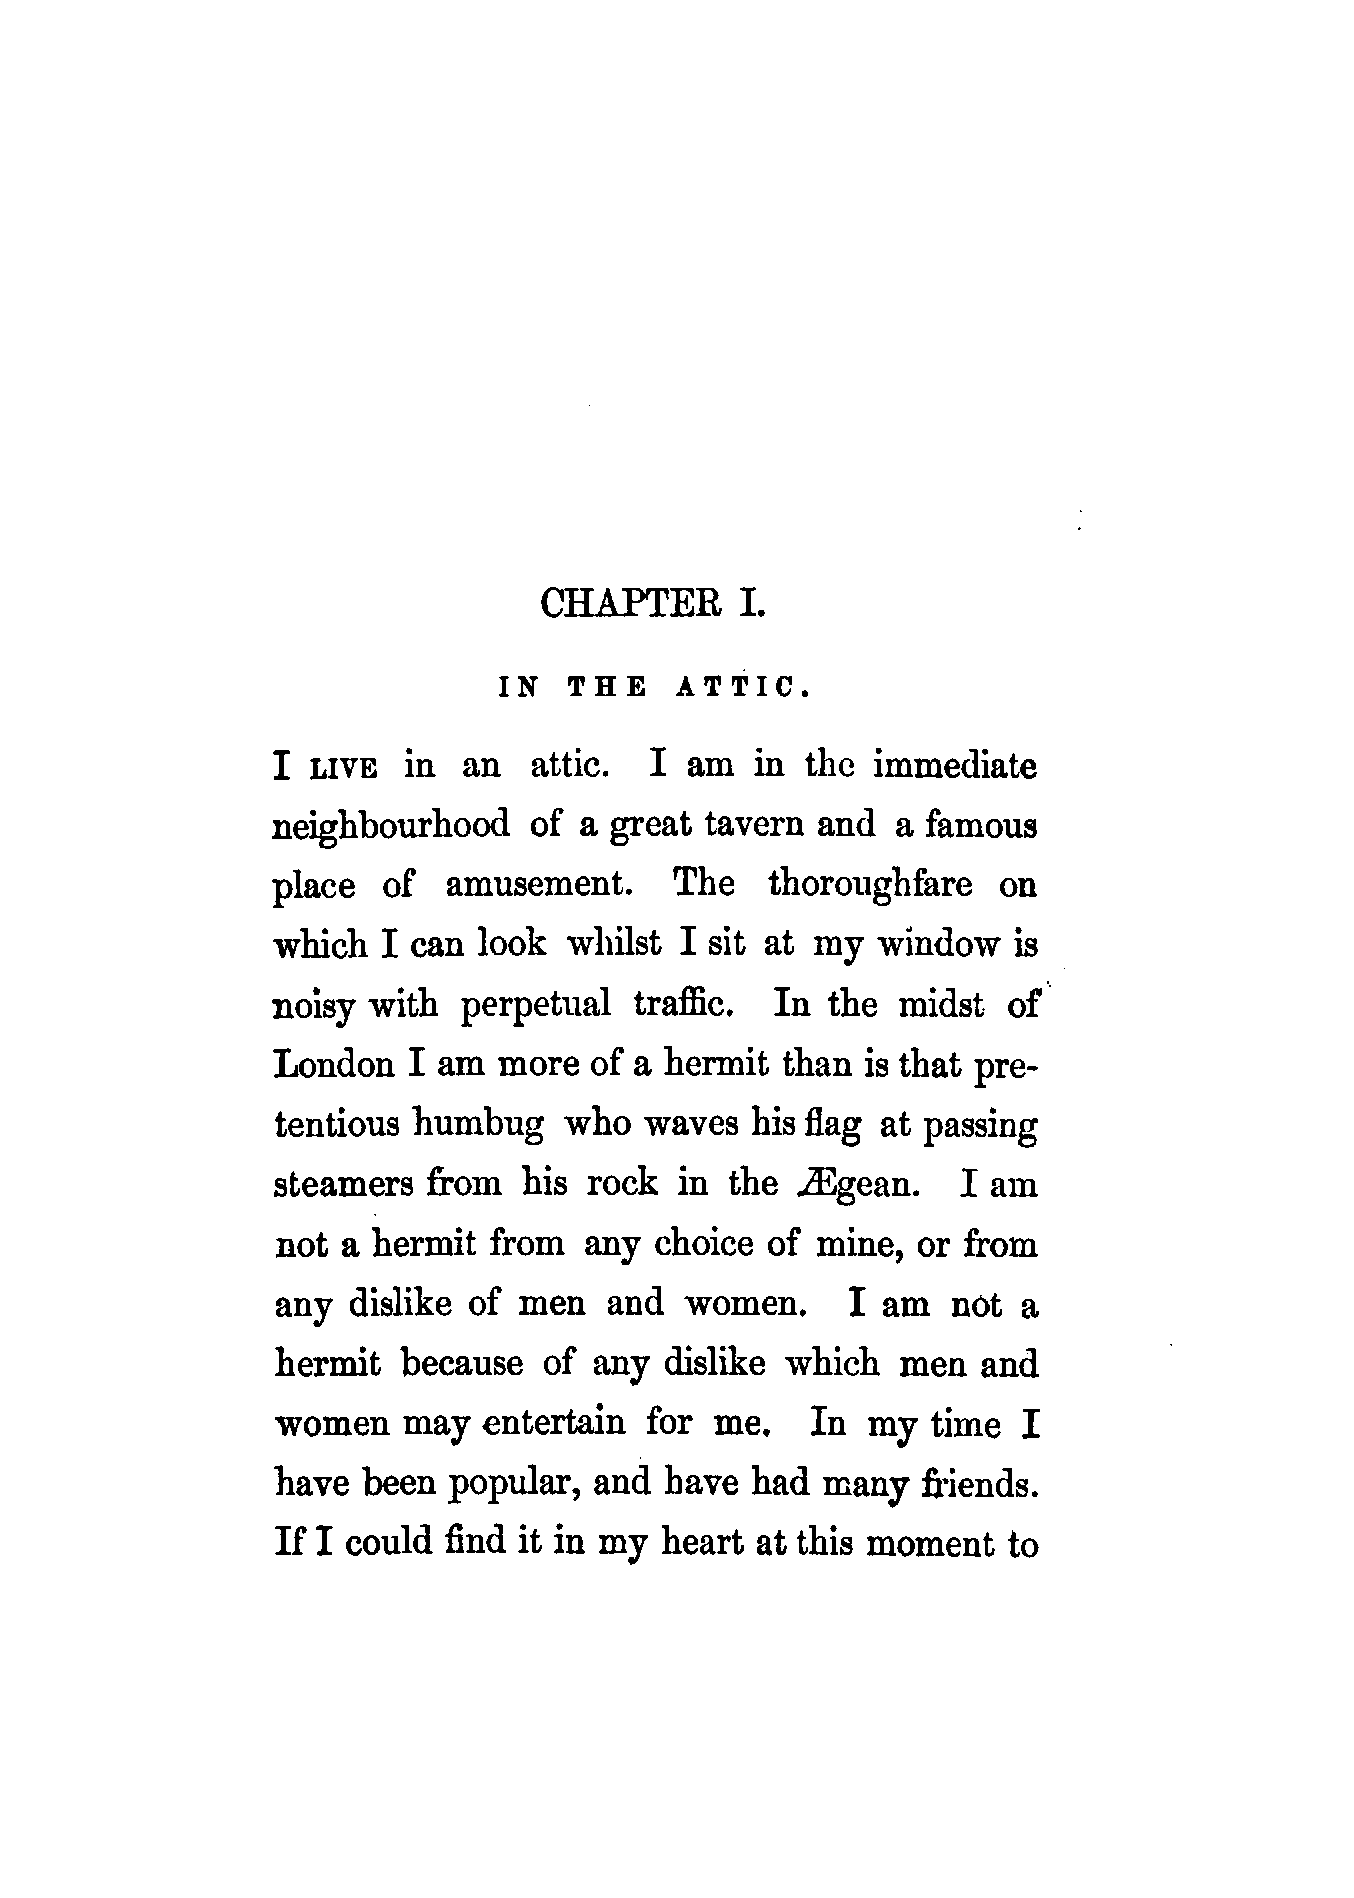 CHAPTER I.
IN THE ATTIC.
I LIVE in an attic. I am in the immediate
neighbourhood of a great tavern and a famous
place of amusement. The thoroughfare on
which I can look whilst I sit at my window is
noisy with perpetual traffic. In the midst of
London I am more of a hermit than is that pre-
tentious humbug who waves his flag at passing
steamers from his rock in the Ægean. I am
not a hermit from any choice of mine, or from
any dislike of men and women. I am not a
hermit because of any dislike which men and
women may entertain for me. In my time I
have been popular, and have had many friends.
If I could find it in my heart at this moment to